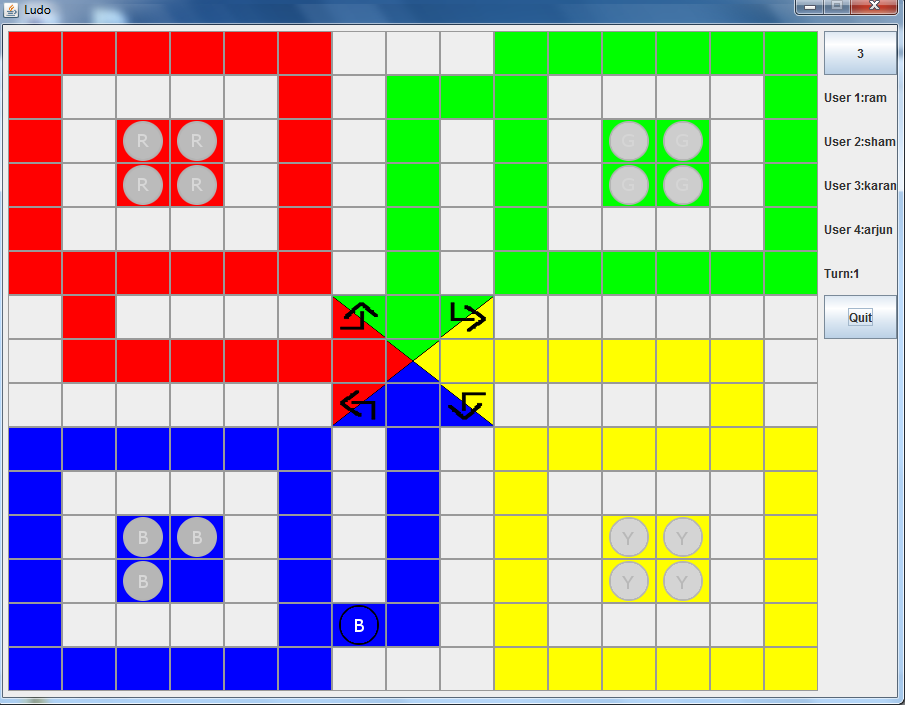 Ludo
3
User 1:ram
R R G G
User 2:sham
R R G G
User 3:karan
User 4:arjun
Turn:1
Quit
B B Y Y
B Y Y
B